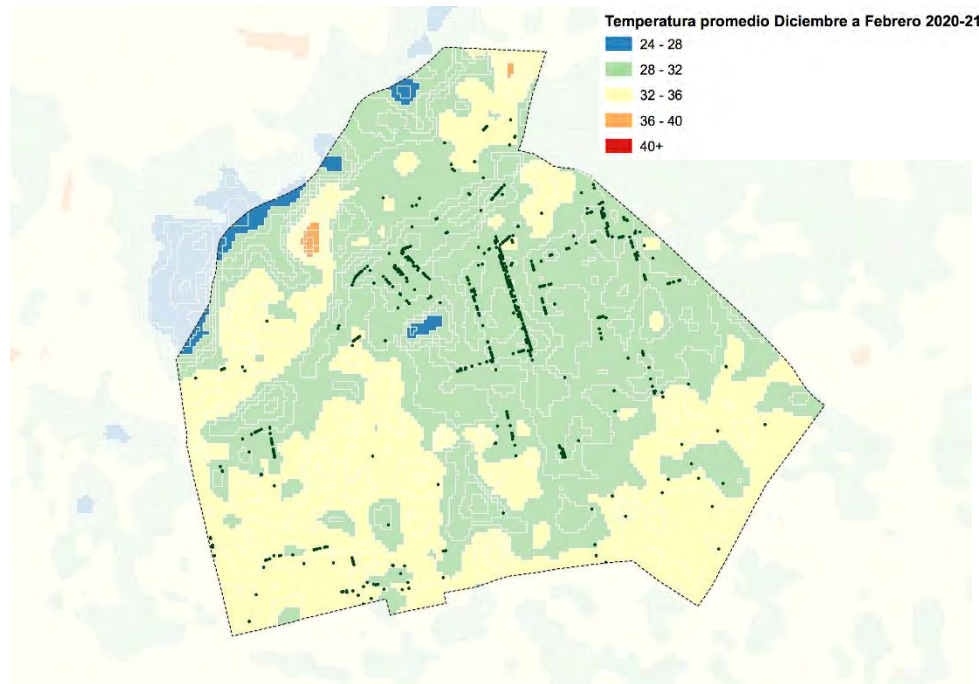 Temperatura promedio Diciembre a Febrero 2020-21
24 - 28
28 - 32
32 - 36
36 - 40
40+